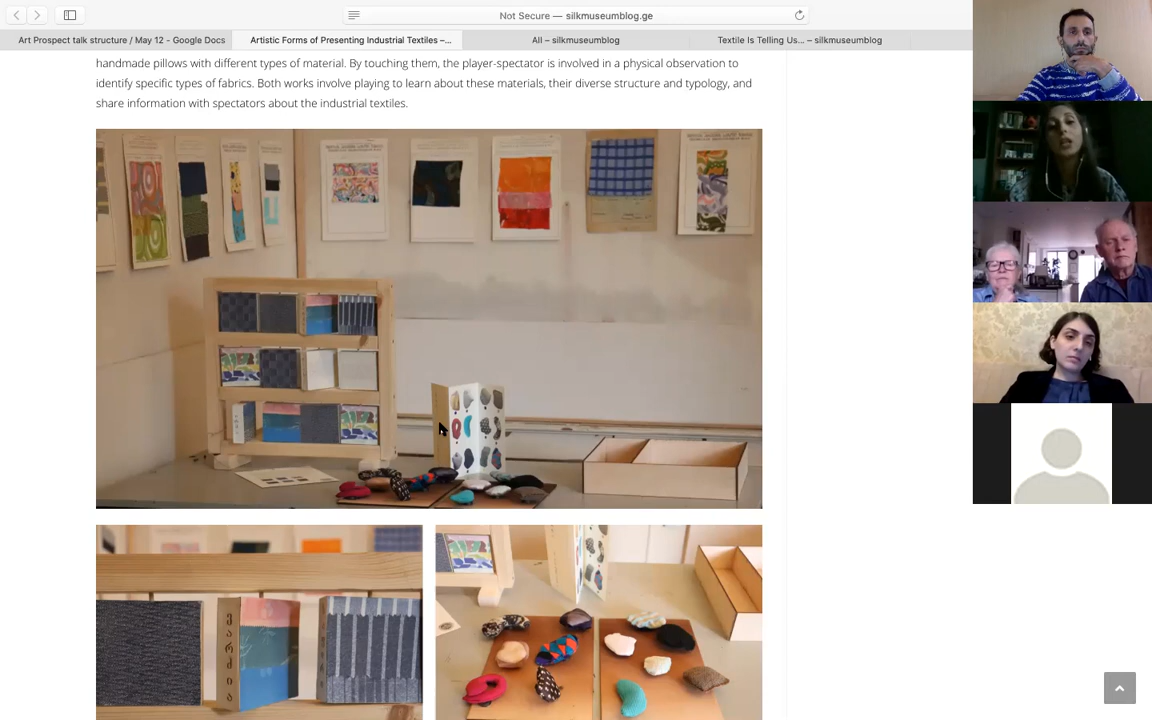 Not Secure — silkmuseumblog.ge
Art Prospect talk structure / May 12 - Google Docs
Artistic Forms of Presenting Industrial Textiles –...
All – silkmuseumblog
Textile Is Telling Us... – silkmuseumblog
handmade pillows with different types of material. By touching them, the player-spectator is involved in a physical observation to
identify specific types of fabrics. Both works involve playing to learn about these materials, their diverse structure and typology, and
share information with spectators about the industrial textiles.
ვარძია